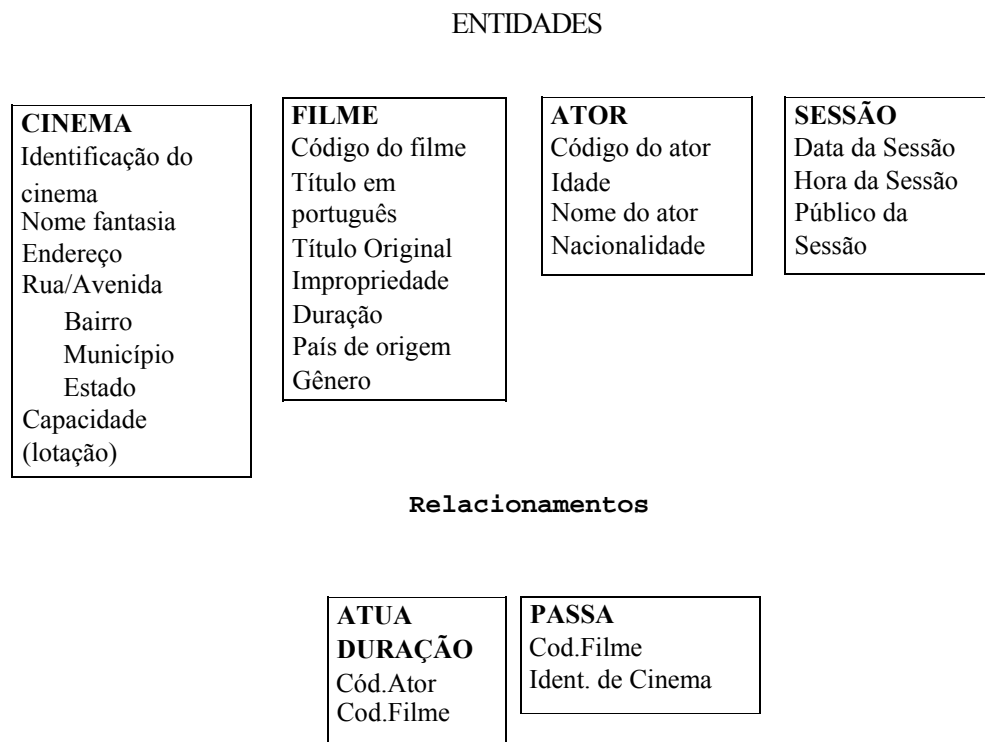 ENTIDADES
CINEMA
Identificação do
cinema
Nome fantasia
Endereço
Rua/Avenida
Bairro
Município
Estado
Capacidade
(lotação)
FILME
Código do filme
Título em
português
Título Original
Impropriedade
Duração
País de origem
Gênero
ATOR
Código do ator
Idade
Nome do ator
Nacionalidade
SESSÃO
Data da Sessão
Hora da Sessão
Público da
Sessão
Relacionamentos
ATUA
DURAÇÃO
Cód.Ator
Cod.Filme
PASSA
Cod.Filme
Ident. de Cinema